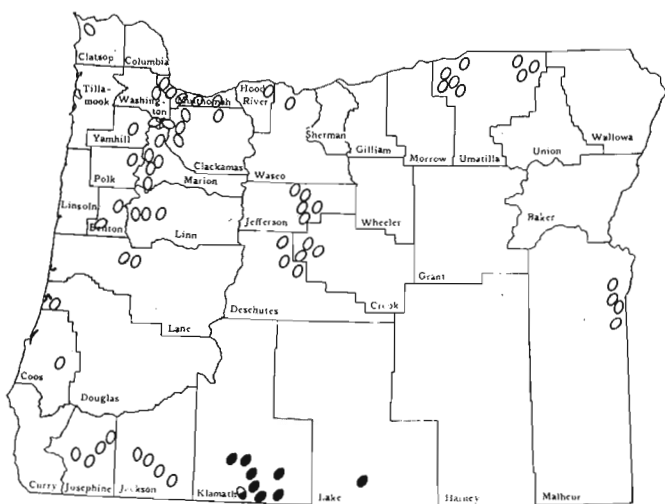 Clatsop
Columbia
Tilla-
mook
Washing-
ton
Multnomah
Hood
River
Sherman
Gilliam
Morrow
Umatilla
Union
Wallowa
Yamhill
Clackamas
Polk
Marion
Wasco
Lincoln
Benton
Linn
Jefferson
Wheeler
Baker
Grant
Crook
Lane
Deschutes
Coos
Douglas
Curry
Josephine
Jackson
Klamath
Lake
Harney
Malheur